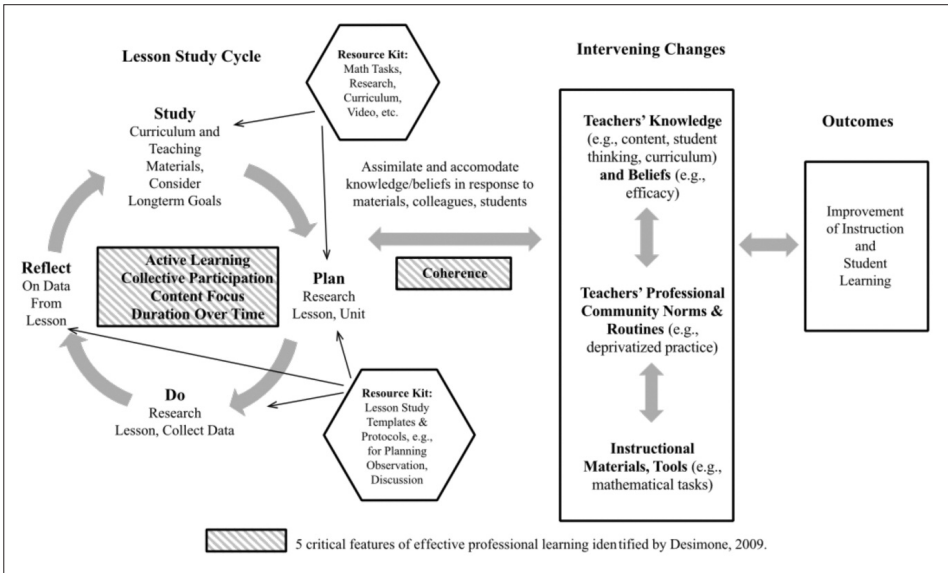 Lesson Study Cycle
Resource Kit:
Math Tasks,
Research,
Curriculum,
Video, etc.
Intervening Changes
Outcomes
Study
Curriculum and
Teaching
Materials,
Consider
Longterm Goals
Assimilate and accomodate
knowledge/beliefs in response to
materials, colleagues, students
Teachers' Knowledge
(e.g., content, student
thinking, curriculum)
and Beliefs (e.g.,
efficacy)
Improvement
of Instruction
and
Student
Learning
Reflect
On Data
From
Lesson
Active Learning
Collective Participation
Content Focus
Duration Over Time
Plan
Research
Lesson, Unit
Coherence
Teachers' Professional
Community Norms &
Routines (e.g.,
deprivatized practice)
Do
Research
Lesson, Collect Data
Resource Kit:
Lesson Study
Templates &
Protocols, e.g.,
for Planning
Observation,
Discussion
Instructional
Materials, Tools (e.g.,
mathematical tasks)
5 critical features of effective professional learning identified by Desimone, 2009.